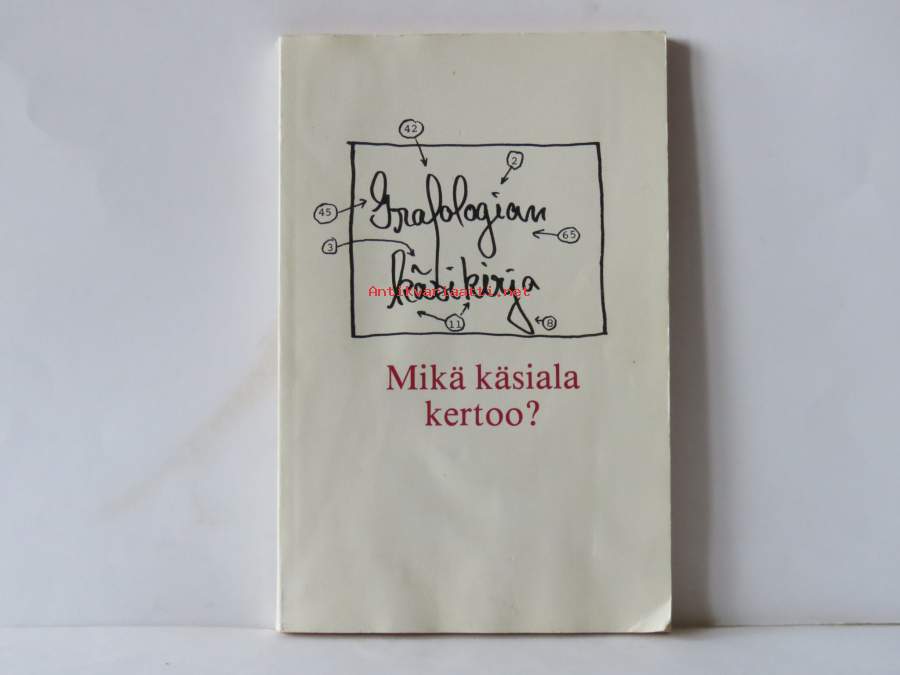 42
2
45
Grafologian
65
3
käsikirja
Antikvariaatti.net
11
8
Mikä käsiala
kertoo?